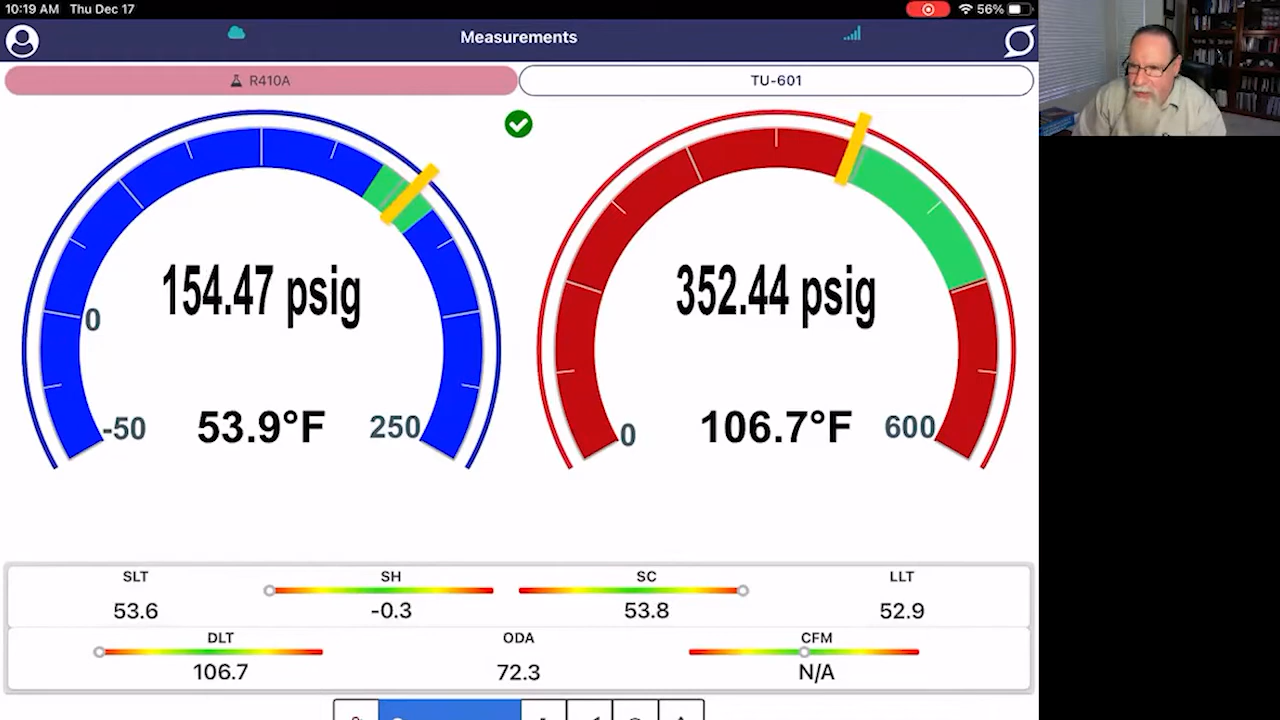 10:19 AM Thu Dec 17
56%
Measurements
R410A
TU-601
154.47 psig
352.44 psig
0
-50
53.9°F
250
0
106.7°F
600
SLT
SH
SC
LLT
53.6
-0.3
53.8
52.9
DLT
ODA
CFM
106.7
72.3
N/A